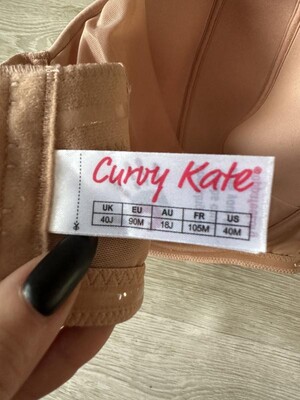 Curvy Kate
UK EU AU FR US
40J 90M 18J 105M 40M